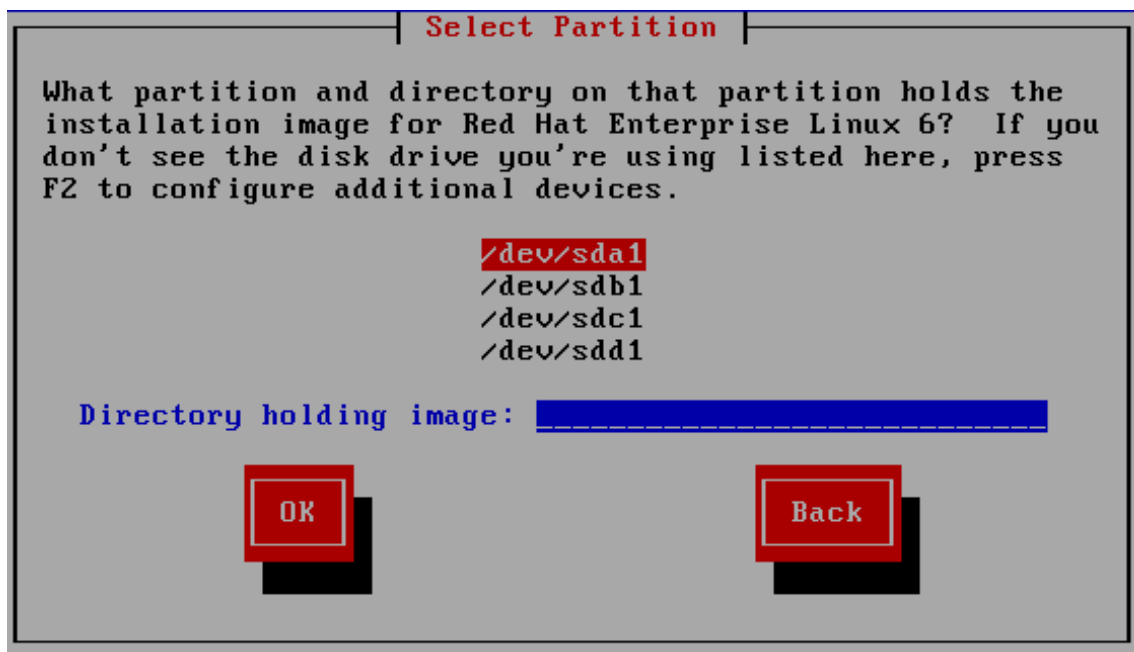 Select Partition
What partition and directory on that partition holds the
installation image for Red Hat Enterprise Linux 6?  If you
don't see the disk drive you're using listed here, press
F2 to configure additional devices.
/dev/sda1
/dev/sdb1
/dev/sdc1
/dev/sdd1
Directory holding image: ____________________________
OK Back